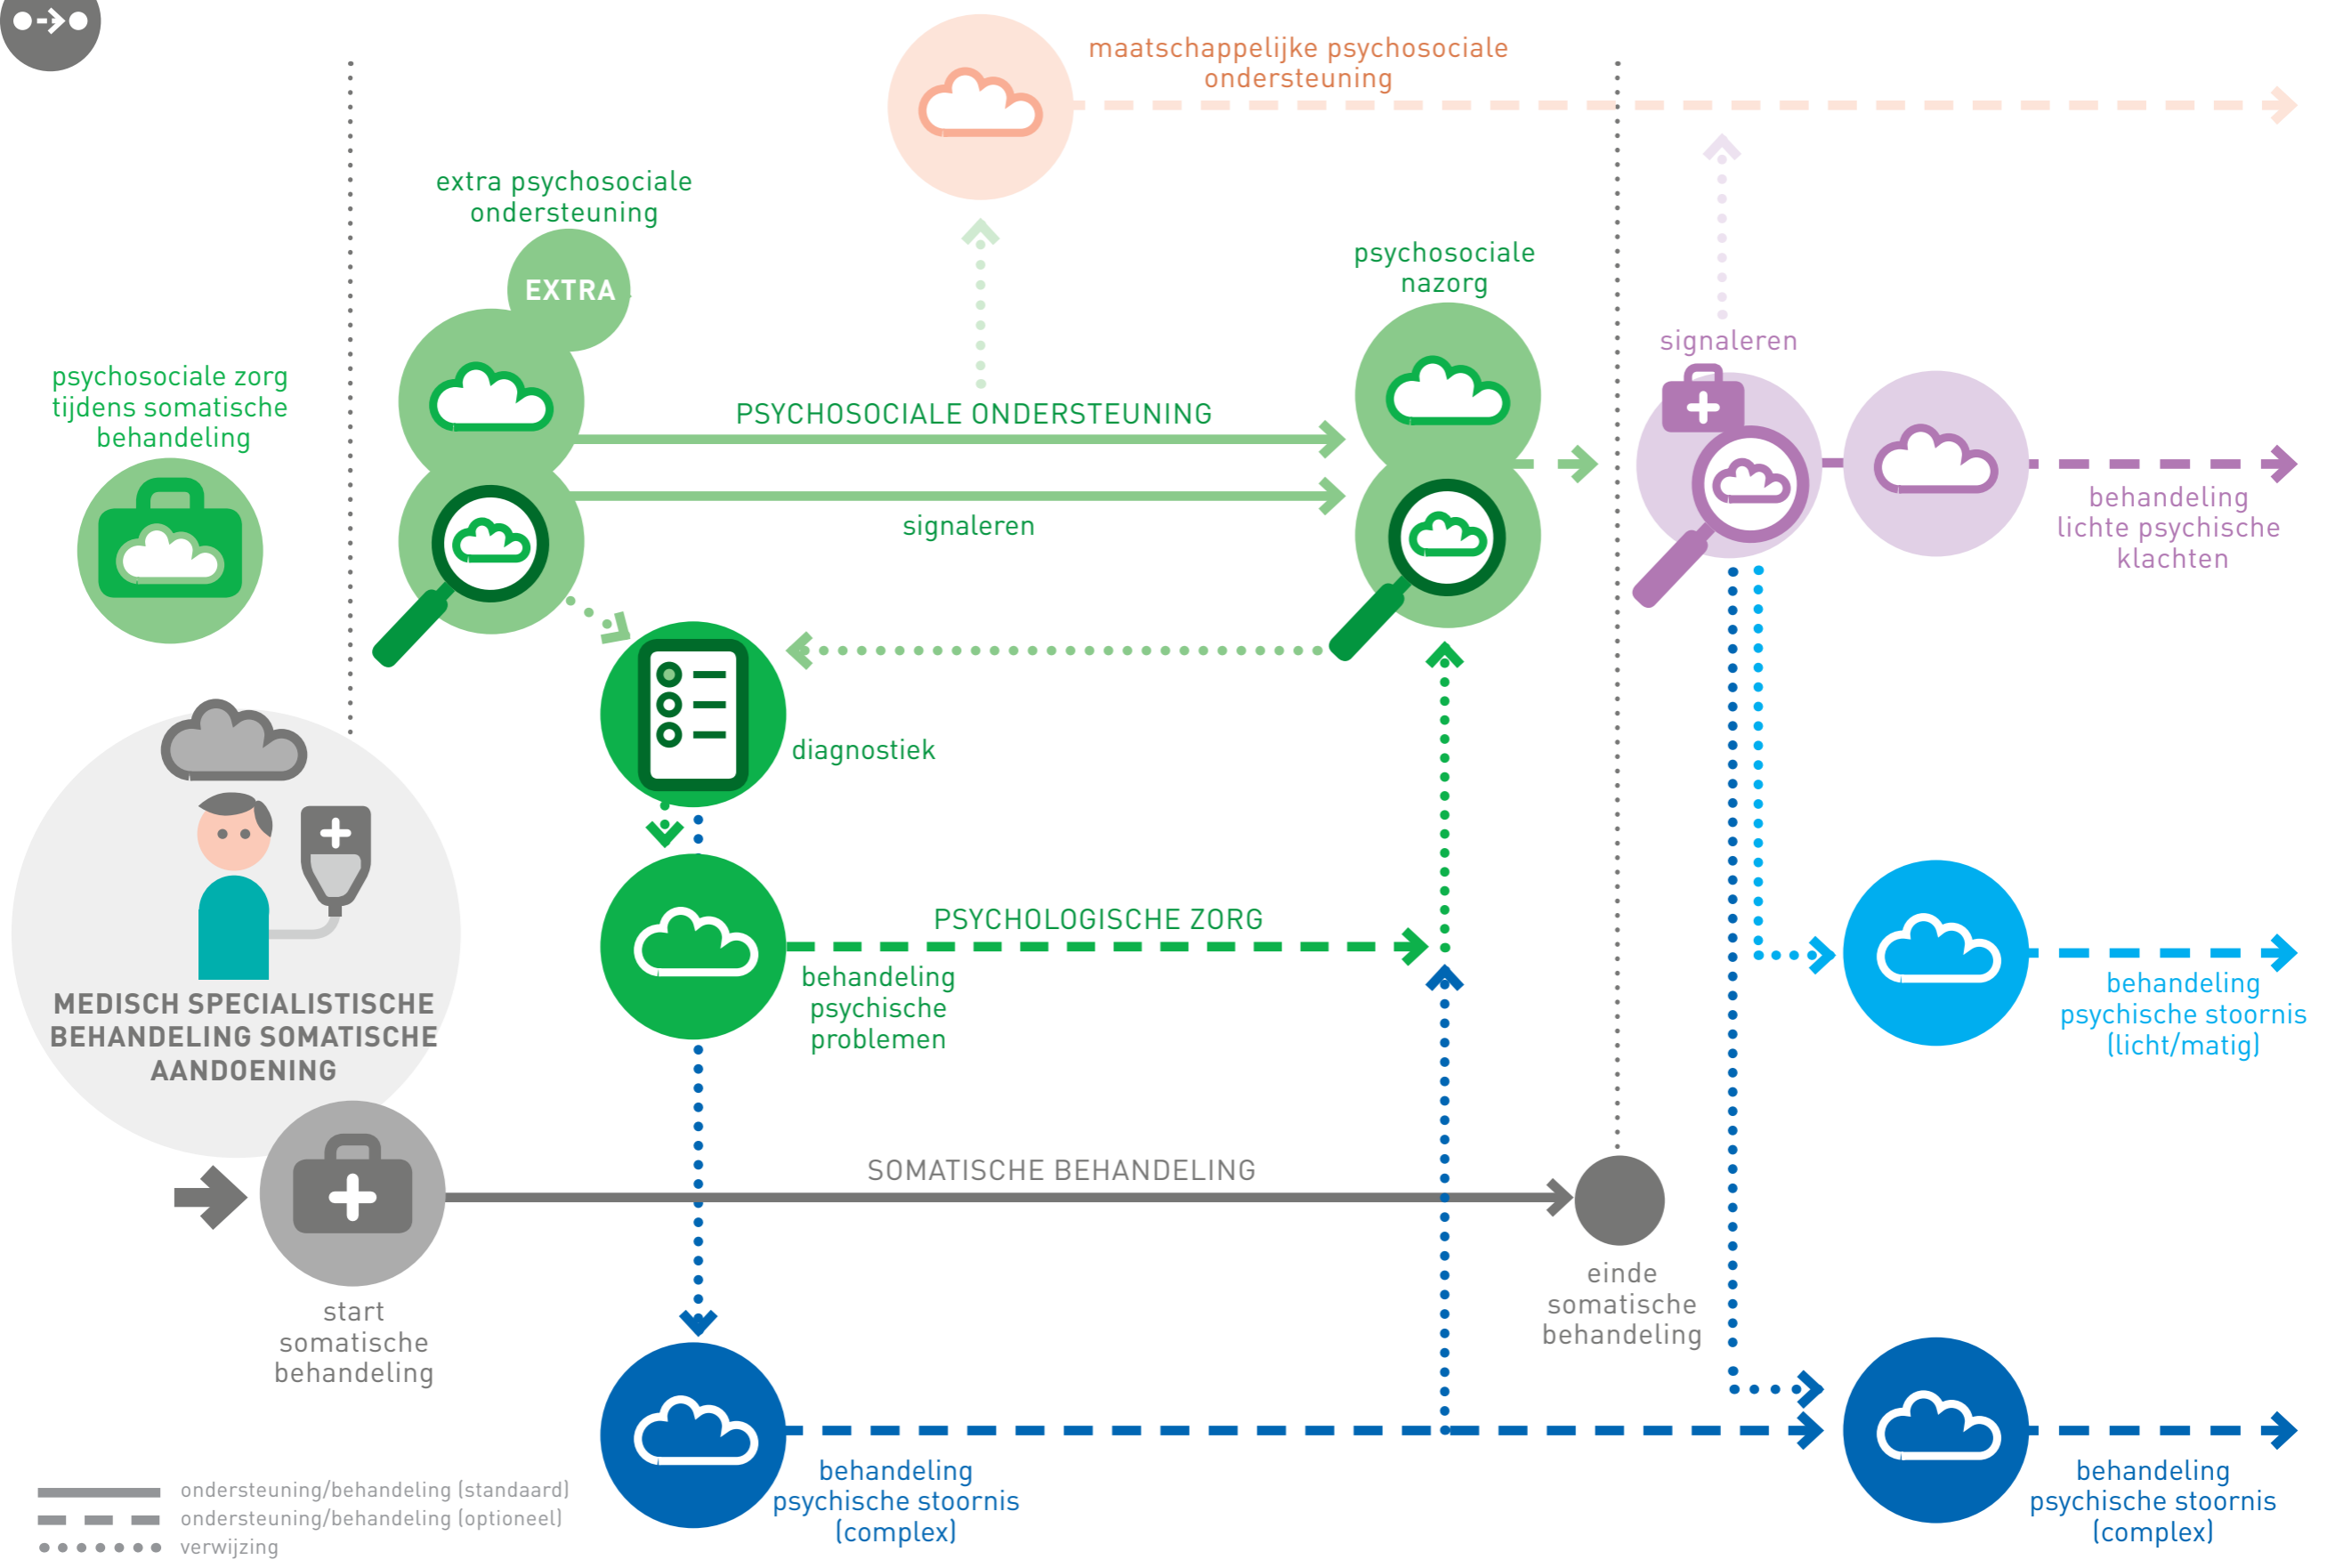 maatschappelijke psychosociale
ondersteuning
extra psychosociale
ondersteuning
EXTRA
psychosociale
nazorg
signaleren
psychosociale zorg
tijdens somatische
behandeling
PSYCHOSOCIALE ONDERSTEUNING
signaleren
behandeling
lichte psychische
klachten
diagnostiek
PSYCHOLOGISCHE ZORG
behandeling
psychische
problemen
behandeling
psychische stoornis
(licht/matig)
MEDISCH SPECIALISTISCHE
BEHANDELING SOMATISCHE
AANDOENING
SOMATISCHE BEHANDELING
start
somatische
behandeling
einde
somatische
behandeling
behandeling
psychische stoornis
(complex)
behandeling
psychische stoornis
(complex)
ondersteuning/behandeling (standaard)
ondersteuning/behandeling (optioneel)
verwijzing